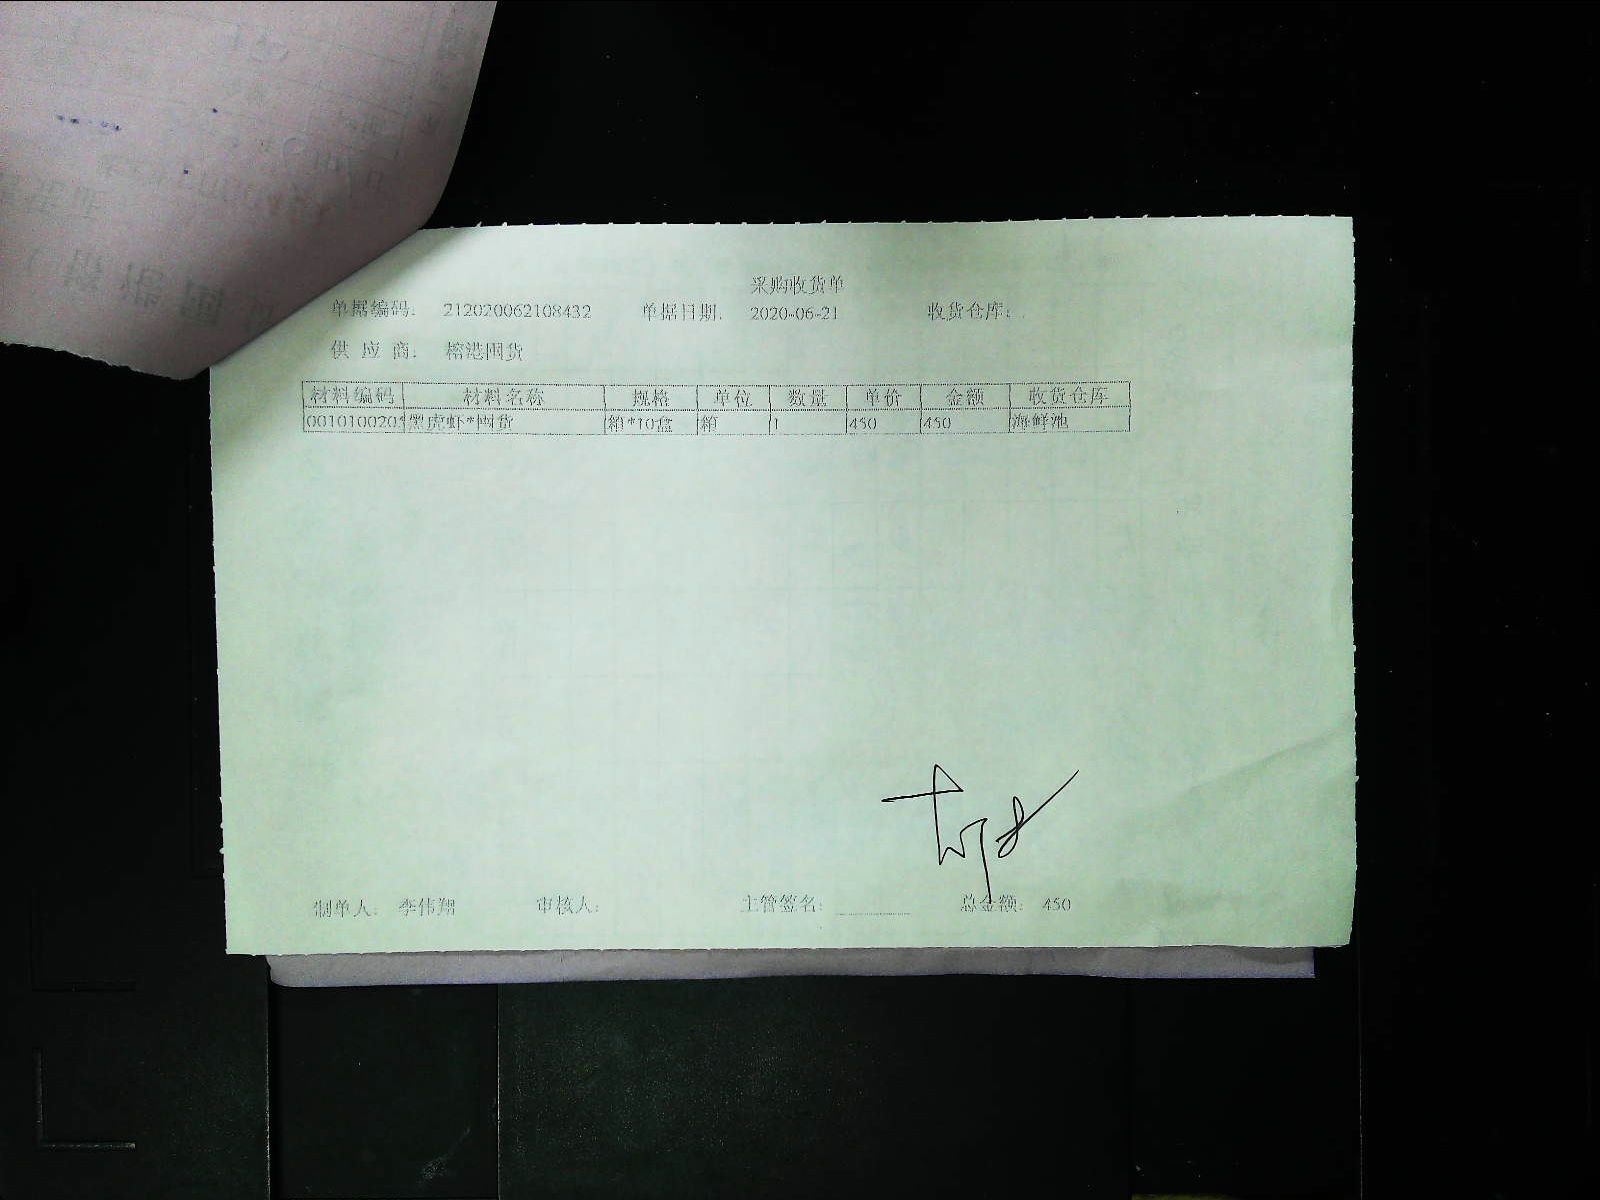 采购收货单
单据编码: 212020062108432 单据日期: 2020-06-21 收货仓库: .
供 应 商: 榕港囤货
材料编码 材料名称 规格 单位 数量 单价 金额 收货仓库
0010100205 黑虎虾*囤货 箱*10盒 箱 1 450 450 海鲜池
制单人: 李伟翔 审核人: 主管签名: 总金额: 450